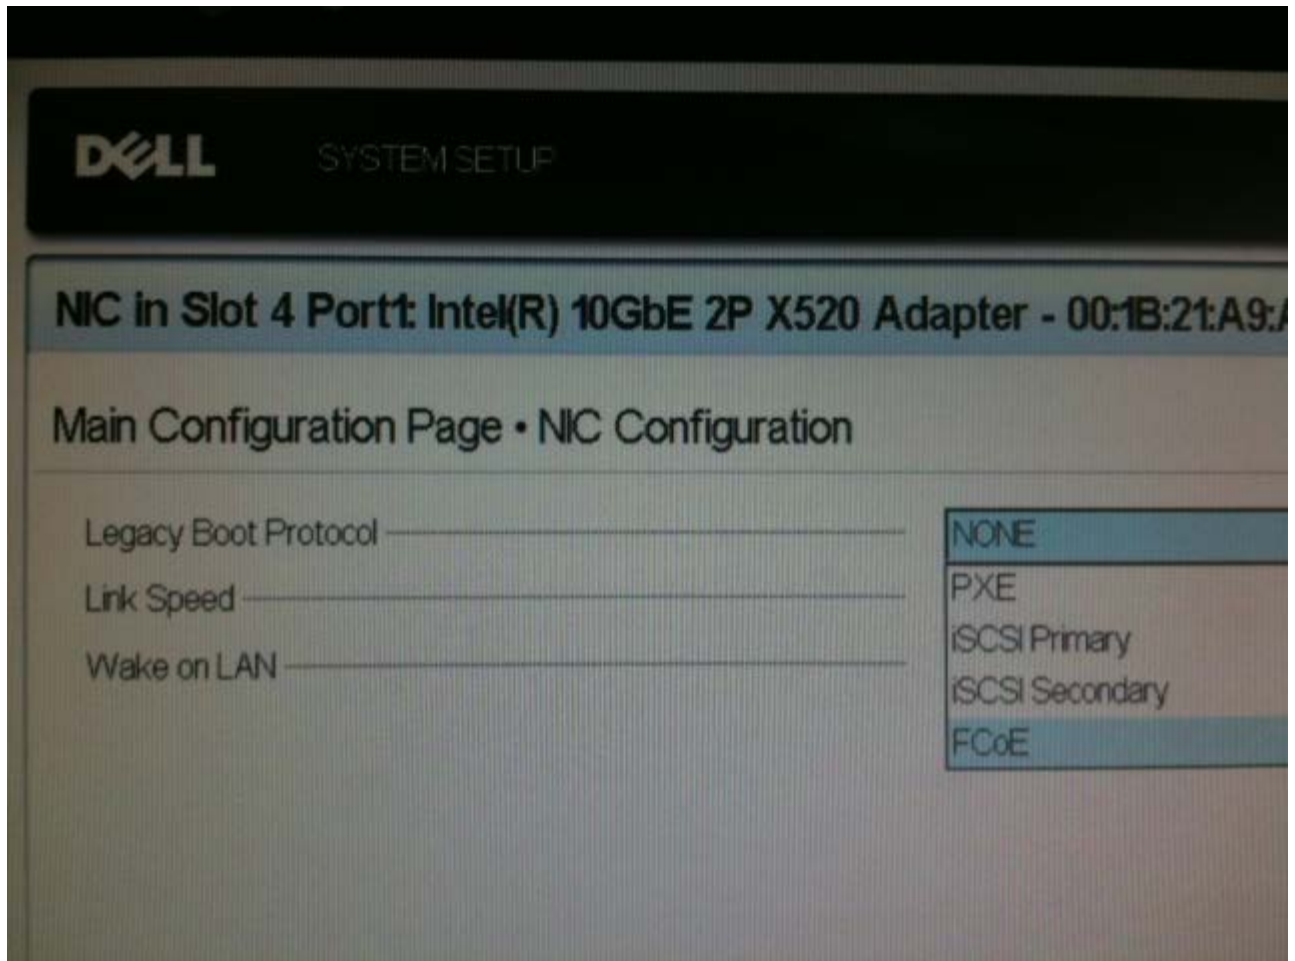 DELL SYSTEM SETUP
NIC in Slot 4 Port1: Intel(R) 10GbE 2P X520 Adapter - 00:1B:21:A9:A
Main Configuration Page • NIC Configuration
Legacy Boot Protocol NONE
Link Speed PXE
iSCSI Primary
Wake on LAN
iSCSI Secondary
FCoE